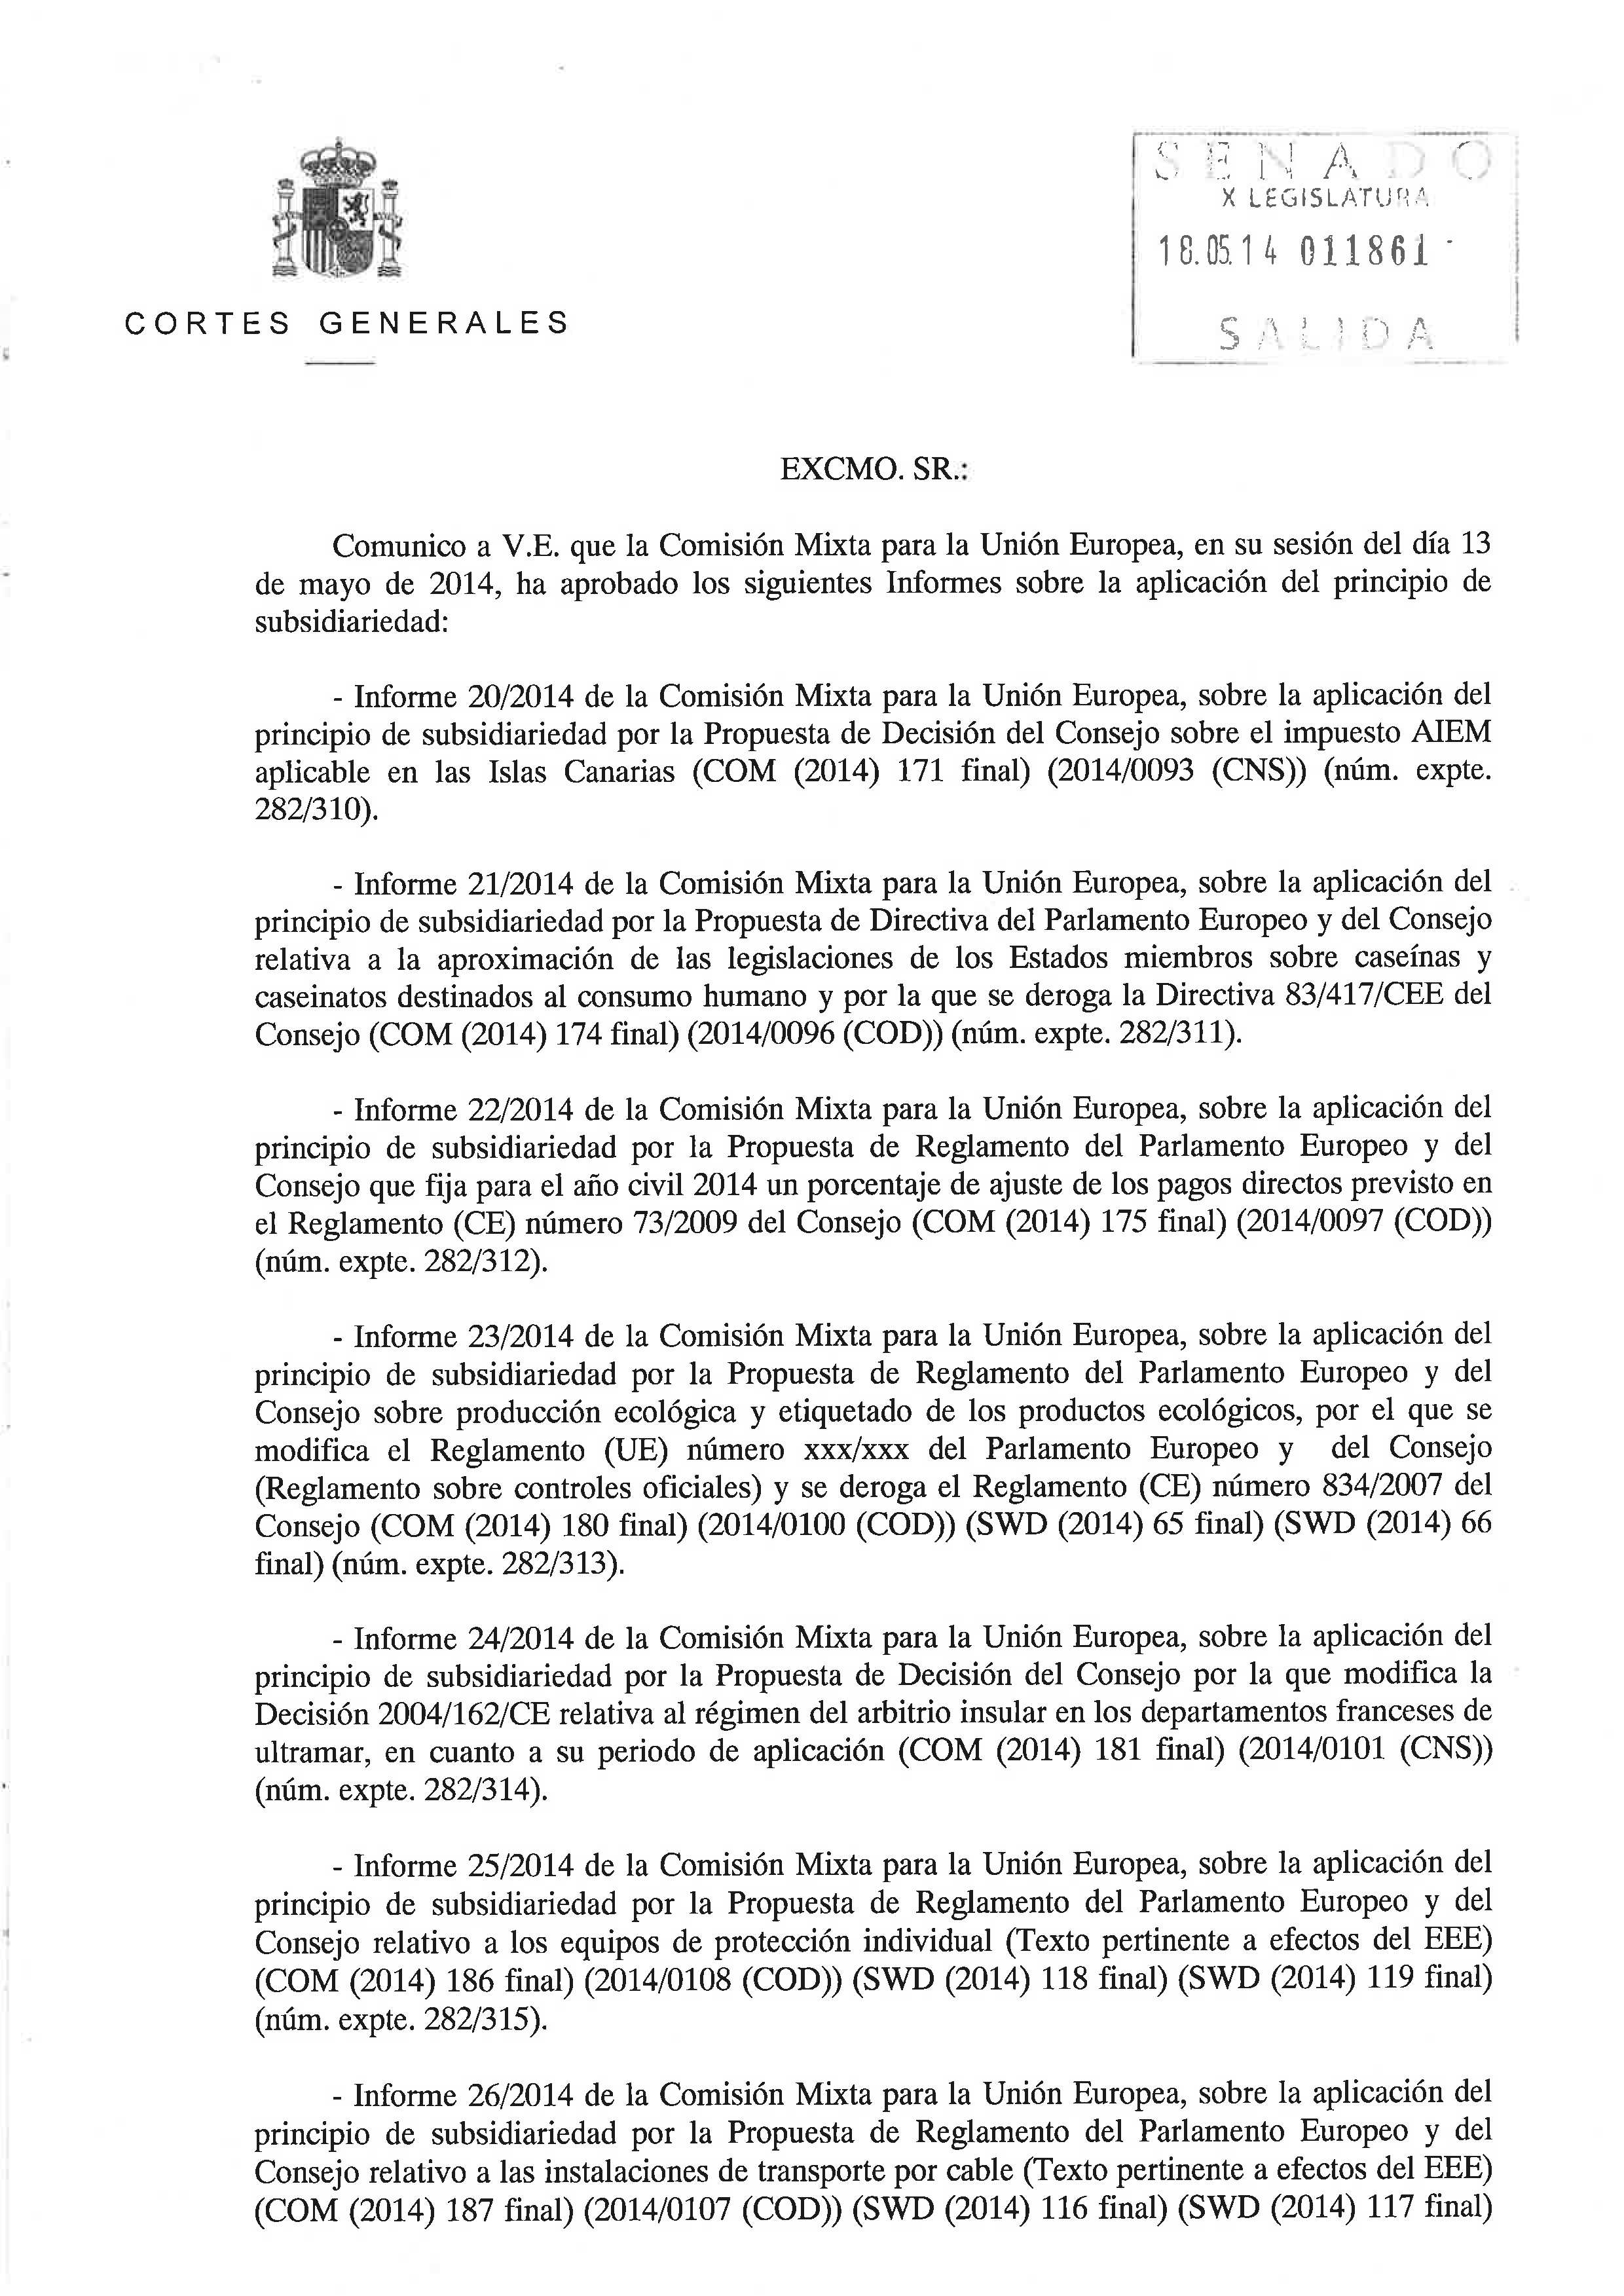 SENADO
X LEGISLATURA
18.05.14 011861
SALIDA
CORTES GENERALES
EXCMO. SR.:
Comunico a V.E. que la Comisión Mixta para la Unión Europea, en su sesión del día 13
de mayo de 2014, ha aprobado los siguientes Informes sobre la aplicación del principio de
subsidiariedad:
- Informe 20/2014 de la Comisión Mixta para la Unión Europea, sobre la aplicación del
principio de subsidiariedad por la Propuesta de Decisión del Consejo sobre el impuesto AIEM
aplicable en las Islas Canarias (COM (2014) 171 final) (2014/0093 (CNS)) (núm. expte.
282/310).
- Informe 21/2014 de la Comisión Mixta para la Unión Europea, sobre la aplicación del
principio de subsidiariedad por la Propuesta de Directiva del Parlamento Europeo y del Consejo
relativa a la aproximación de las legislaciones de los Estados miembros sobre caseínas y
caseinatos destinados al consumo humano y por la que se deroga la Directiva 83/417/CEE del
Consejo (COM (2014) 174 final) (2014/0096 (COD)) (núm. expte. 282/311).
- Informe 22/2014 de la Comisión Mixta para la Unión Europea, sobre la aplicación del
principio de subsidiariedad por la Propuesta de Reglamento del Parlamento Europeo y del
Consejo que fija para el año civil 2014 un porcentaje de ajuste de los pagos directos previsto en
el Reglamento (CE) número 73/2009 del Consejo (COM (2014) 175 final) (2014/0097 (COD))
(núm. expte. 282/312).
- Informe 23/2014 de la Comisión Mixta para la Unión Europea, sobre la aplicación del
principio de subsidiariedad por la Propuesta de Reglamento del Parlamento Europeo y del
Consejo sobre producción ecológica y etiquetado de los productos ecológicos, por el que se
modifica el Reglamento (UE) número xxx/xxx del Parlamento Europeo y del Consejo
(Reglamento sobre controles oficiales) y se deroga el Reglamento (CE) número 834/2007 del
Consejo (COM (2014) 180 final) (2014/0100 (COD)) (SWD (2014) 65 final) (SWD (2014) 66
final) (núm. expte. 282/313).
- Informe 24/2014 de la Comisión Mixta para la Unión Europea, sobre la aplicación del
principio de subsidiariedad por la Propuesta de Decisión del Consejo por la que modifica la
Decisión 2004/162/CE relativa al régimen del arbitrio insular en los departamentos franceses de
ultramar, en cuanto a su periodo de aplicación (COM (2014) 181 final) (2014/0101 (CNS))
(núm. expte. 282/314).
- Informe 25/2014 de la Comisión Mixta para la Unión Europea, sobre la aplicación del
principio de subsidiariedad por la Propuesta de Reglamento del Parlamento Europeo y del
Consejo relativo a los equipos de protección individual (Texto pertinente a efectos del EEE)
(COM (2014) 186 final) (2014/0108 (COD)) (SWD (2014) 118 final) (SWD (2014) 119 final)
(núm. expte. 282/315).
- Informe 26/2014 de la Comisión Mixta para la Unión Europea, sobre la aplicación del
principio de subsidiariedad por la Propuesta de Reglamento del Parlamento Europeo y del
Consejo relativo a las instalaciones de transporte por cable (Texto pertinente a efectos del EEE)
(COM (2014) 187 final) (2014/0107 (COD)) (SWD (2014) 116 final) (SWD (2014) 117 final)